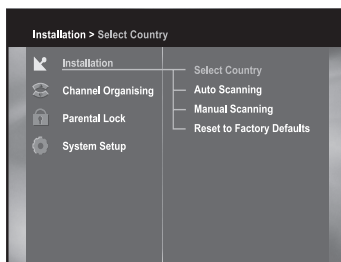 Installation > Select Country
Installation
Channel Organising
Parental Lock
System Setup
Select Country
Auto Scanning
Manual Scanning
Reset to Factory Defaults